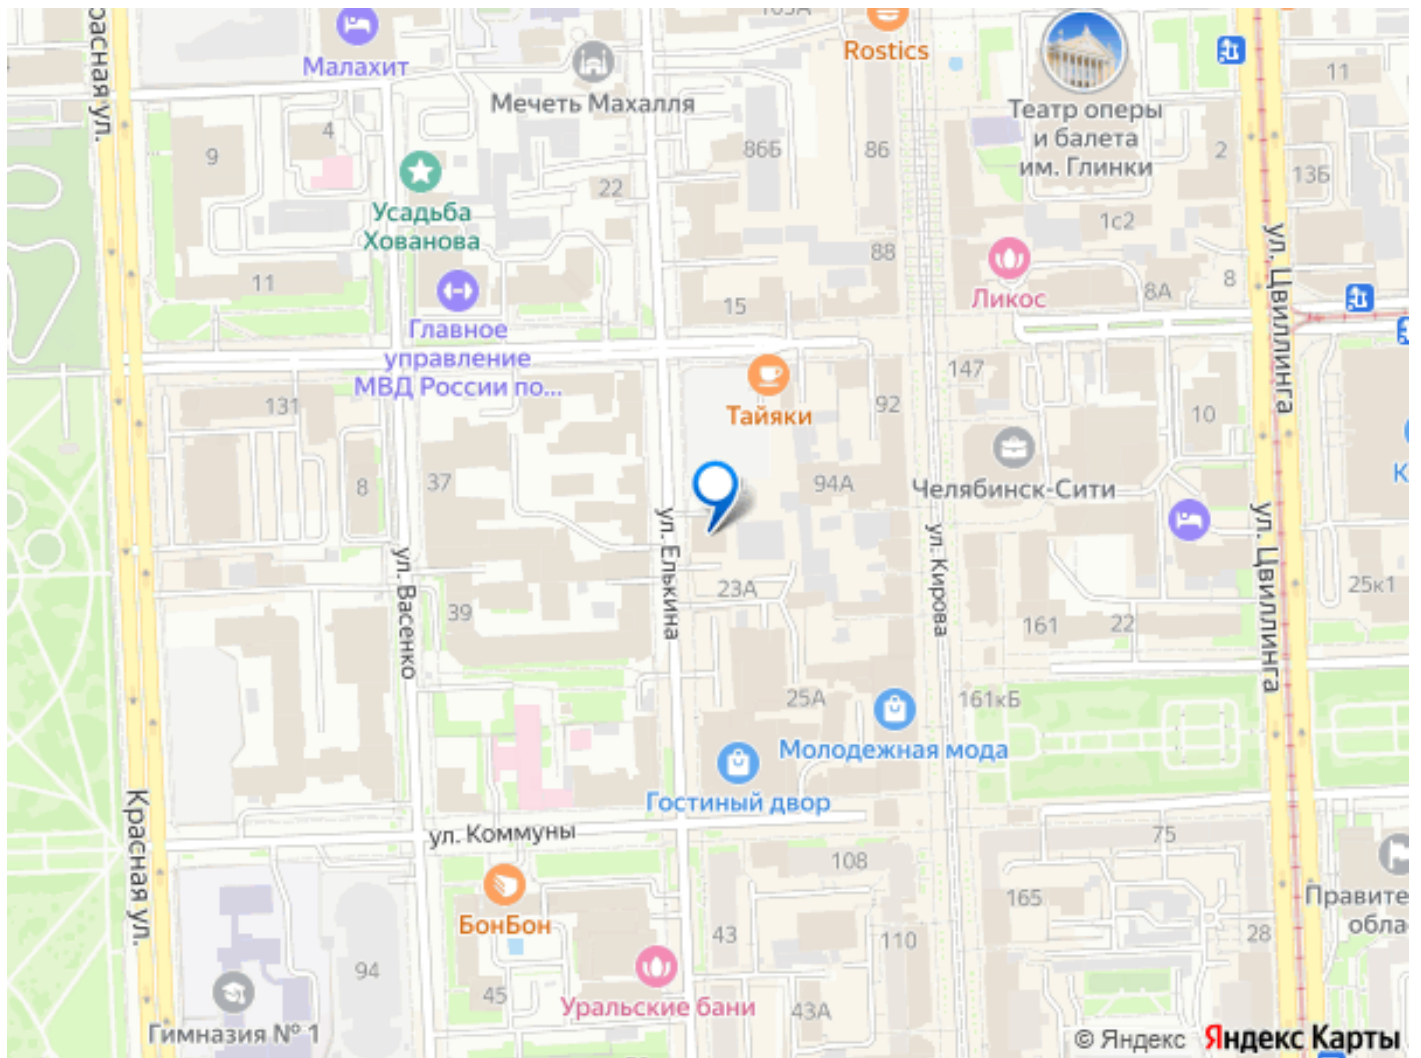 Красная ул.
Малахит
Мечеть Махалля
Rostics
Театр оперы
и балета
им. Глинки
11
4
9
86Б
86
2
13Б
22
Усадьба
Хованова
1с2
ул. Цвиллинга
88
11
Ликос
8А
8
15
Главное
управление
МВД России по...
147
131
Тайяки
92
10
37
8
94А
Челябинск-Сити
ул. Елькина
ул. Кирова
ул. Цвиллинга
ул. Васенко
23А
25к1
39
161
22
25А
161кБ
Молодежная мода
Гостиный двор
Красная ул.
ул. Коммуны
75
108
165
БонБон
43
110
28
94
45
Уральские бани
43А
Гимназия № 1
© Яндекс Яндекс Карты